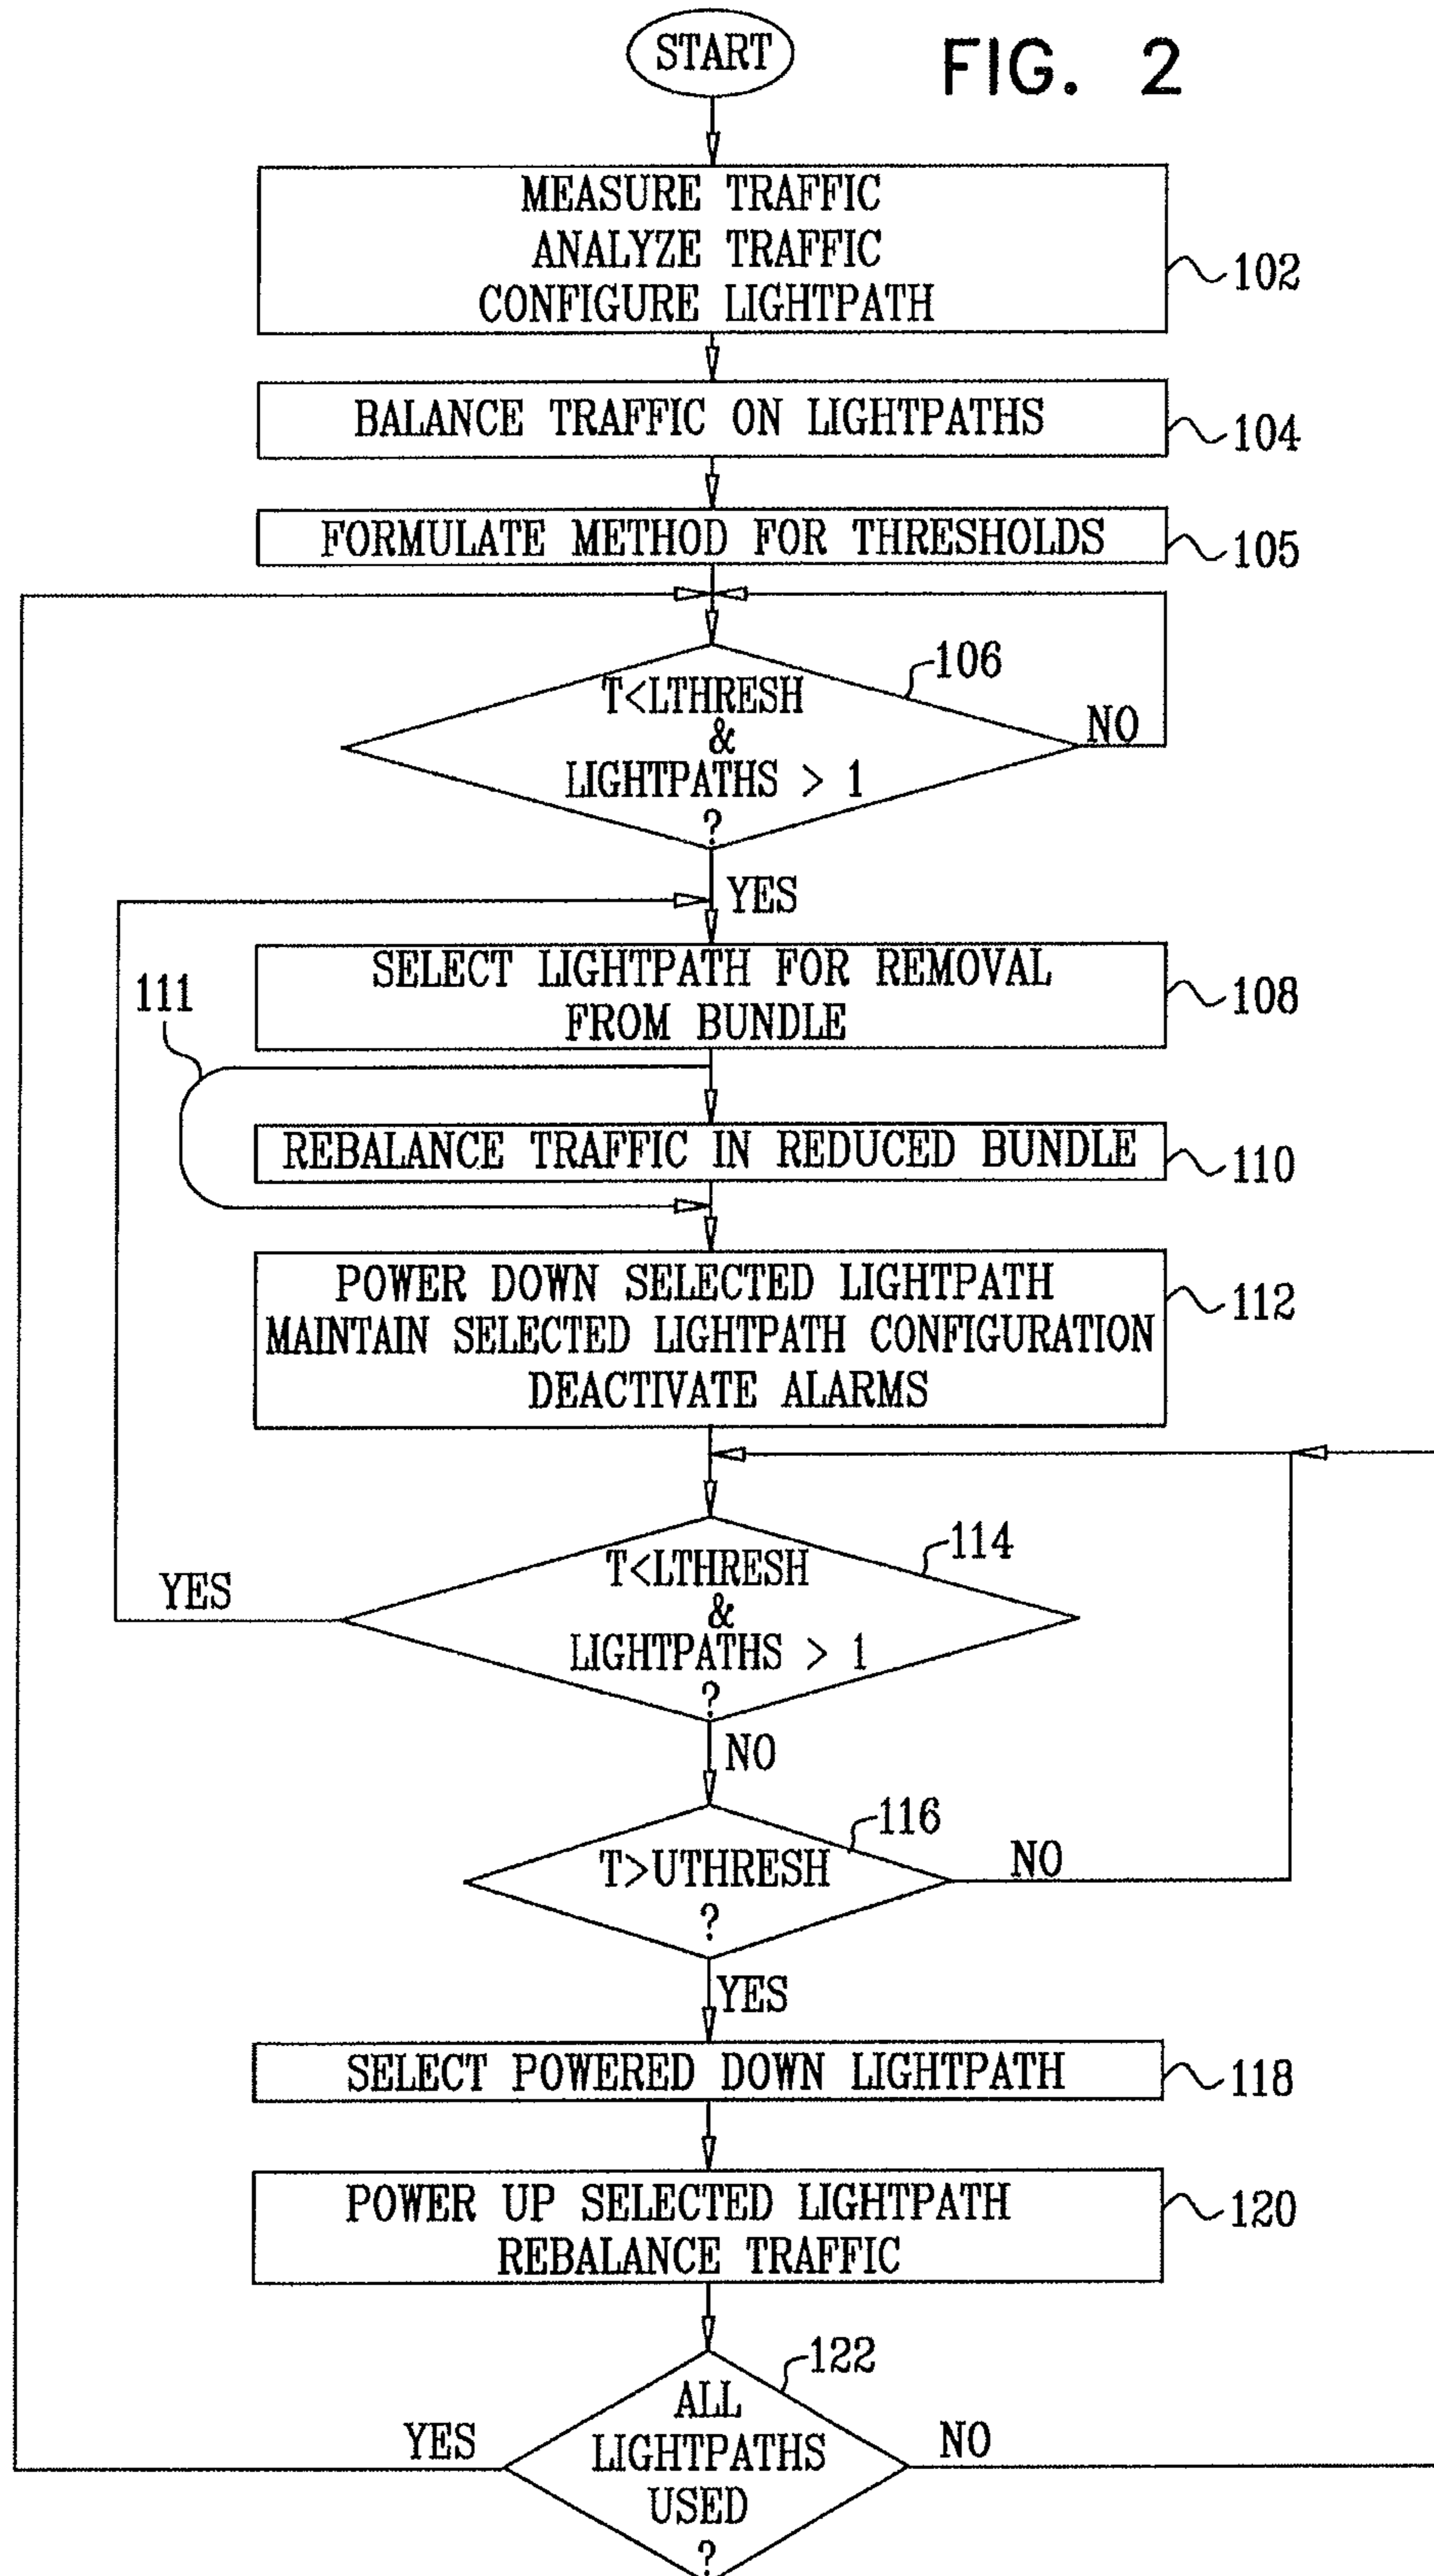 START
FIG. 2
MEASURE TRAFFIC
ANALYZE TRAFFIC
CONFIGURE LIGHTPATH
102
BALANCE TRAFFIC ON LIGHTPATHS
104
FORMULATE METHOD FOR THRESHOLDS
105
106
T<LTHRESH
&
LIGHTPATHS > 1
?
NO
YES
SELECT LIGHTPATH FOR REMOVAL
FROM BUNDLE
108
111
REBALANCE TRAFFIC IN REDUCED BUNDLE
110
POWER DOWN SELECTED LIGHTPATH
MAINTAIN SELECTED LIGHTPATH CONFIGURATION
DEACTIVATE ALARMS
112
114
T<LTHRESH
&
LIGHTPATHS > 1
?
YES
NO
116
T>UTHRESH
?
NO
YES
SELECT POWERED DOWN LIGHTPATH
118
POWER UP SELECTED LIGHTPATH
REBALANCE TRAFFIC
120
122
ALL
LIGHTPATHS
USED
?
YES
NO